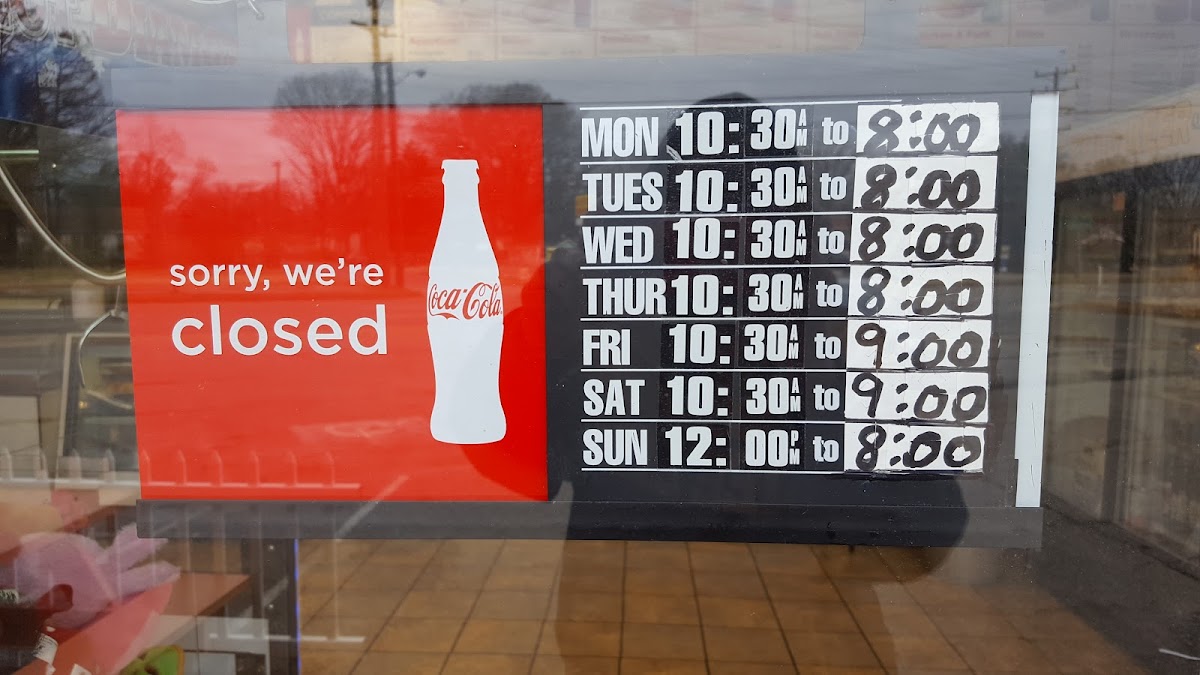 sorry, we're
closed
Coca-Cola
MON 10:30AM to 8:00
TUES 10:30AM to 8:00
WED 10:30AM to 8:00
THUR 10:30AM to 8:00
FRI 10:30AM to 9:00
SAT 10:30AM to 9:00
SUN 12:00PM to 8:00